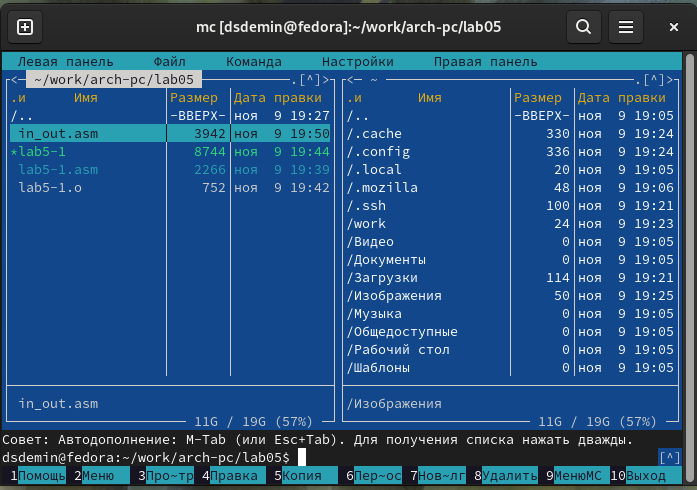 mc [dsdemin@fedora]:~/work/arch-pc/lab05
Левая панель Файл Команда Настройки Правая панель
<─ ~/work/arch-pc/lab05 .[^]> <─ ~ .[^]>
.и Имя Размер Дата правки .и Имя Размер Дата правки
/.. -ВВЕРХ- ноя 9 19:27 /.. -ВВЕРХ- ноя 9 19:05
in_out.asm 3942 ноя 9 19:50 /.cache 330 ноя 9 19:24
*lab5-1 8744 ноя 9 19:44 /.config 336 ноя 9 19:24
lab5-1.asm 2266 ноя 9 19:39 /.local 20 ноя 9 19:05
lab5-1.o 752 ноя 9 19:42 /.mozilla 48 ноя 9 19:06
/.ssh 100 ноя 9 19:21
/work 24 ноя 9 19:23
/Видео 0 ноя 9 19:05
/Документы 0 ноя 9 19:05
/Загрузки 114 ноя 9 19:21
/Изображения 50 ноя 9 19:25
/Музыка 0 ноя 9 19:05
/Общедоступные 0 ноя 9 19:05
/Рабочий стол 0 ноя 9 19:05
/Шаблоны 0 ноя 9 19:05
in_out.asm /Изображения
11G / 19G (57%) 11G / 19G (57%)
Совет: Автодополнение: M-Tab (или Esc+Tab). Для получения списка нажать дважды.
dsdemin@fedora:~/work/arch-pc/lab05$ [^]
1Помощь 2Меню 3Про~тр 4Правка 5Копия 6Пер~ос 7Нов~лг 8Удалить 9МенюМС 10Выход